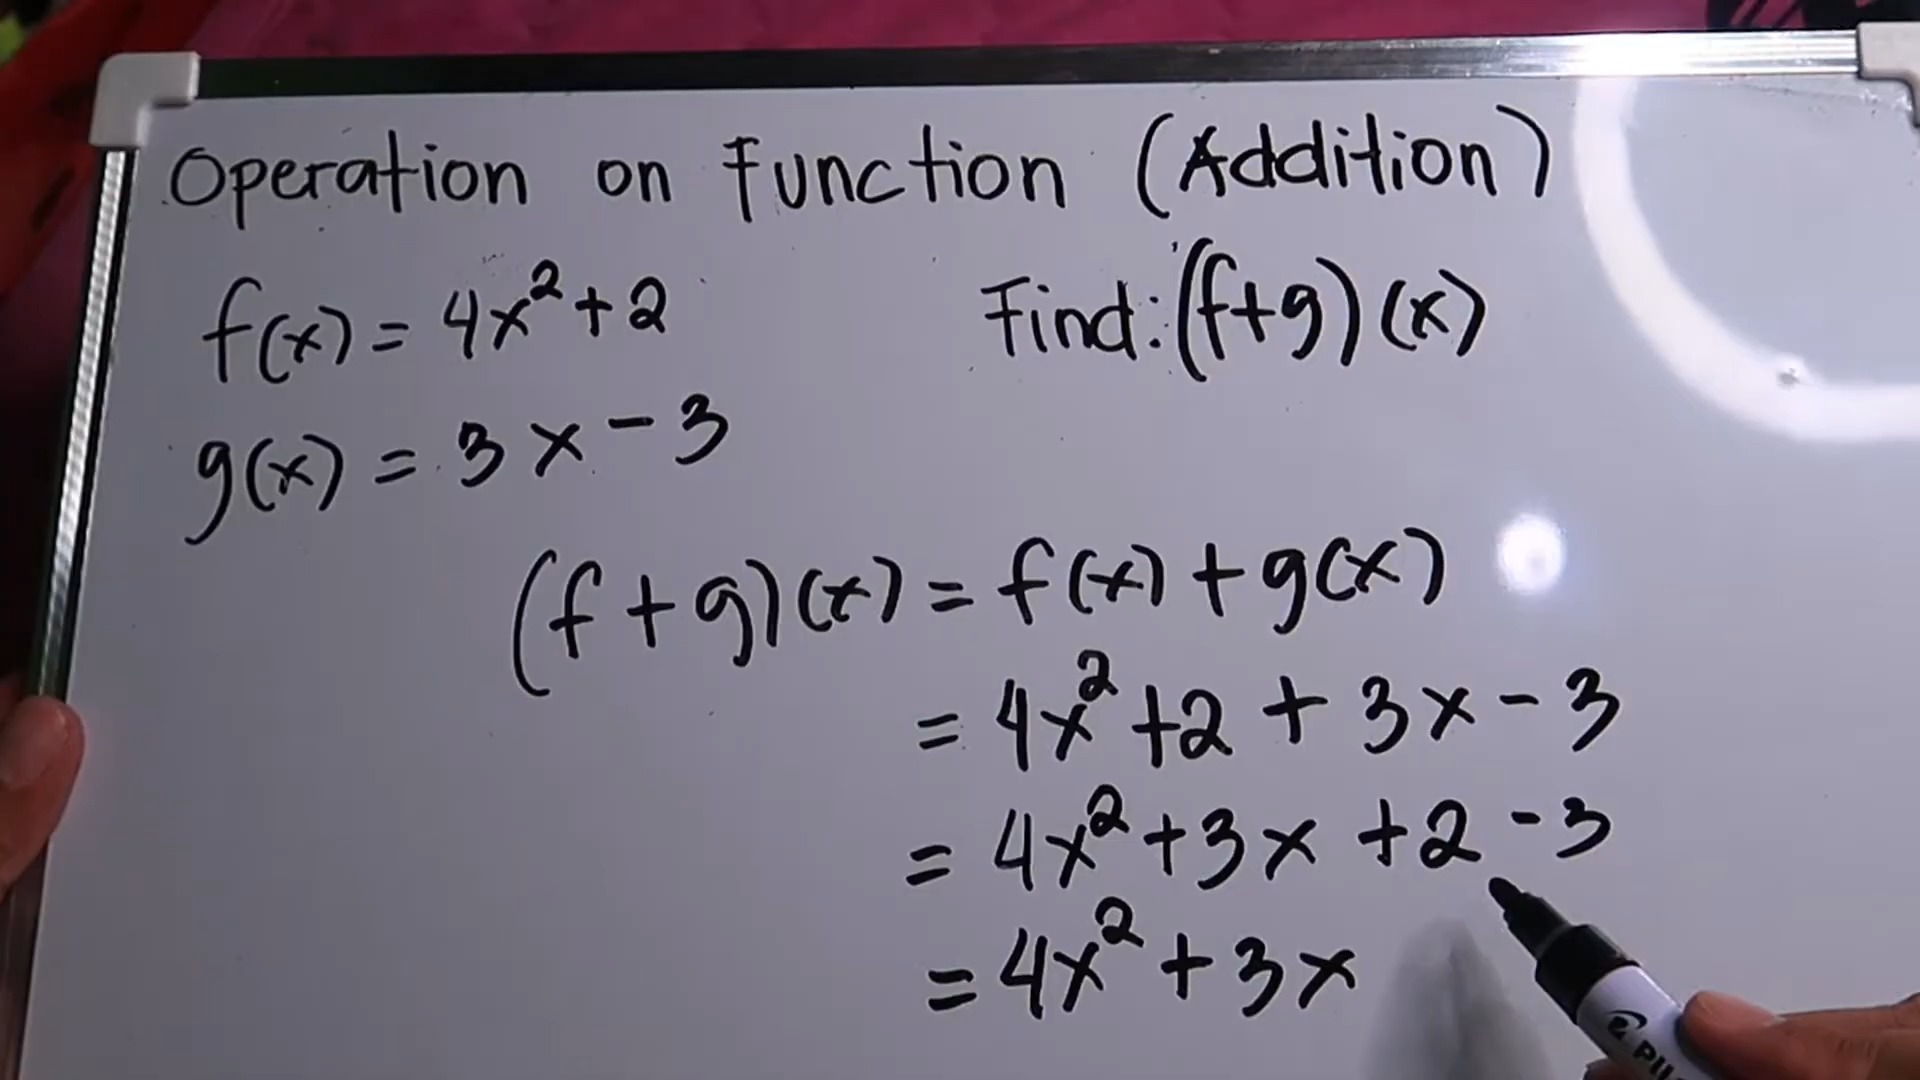 Operation on Function (Addition)
f(x) = 4x² + 2
Find: (f+g)(x)
g(x) = 3x - 3
(f + g)(x) = f(x) + g(x)
= 4x² + 2 + 3x - 3
= 4x² + 3x + 2 - 3
= 4x² + 3x